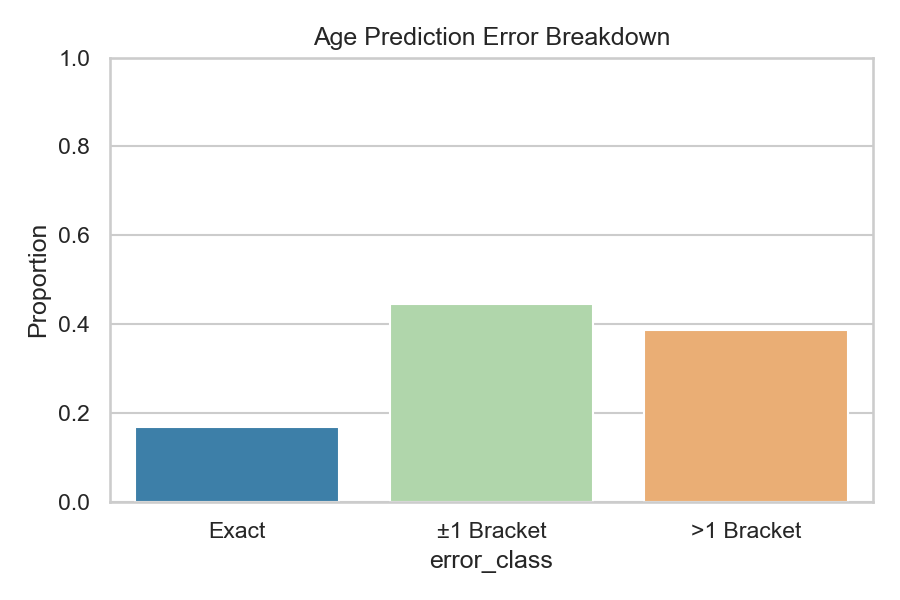 Age Prediction Error Breakdown
1.0
0.8
0.6
0.4
0.2
0.0
Proportion
Exact
±1 Bracket
>1 Bracket
error_class